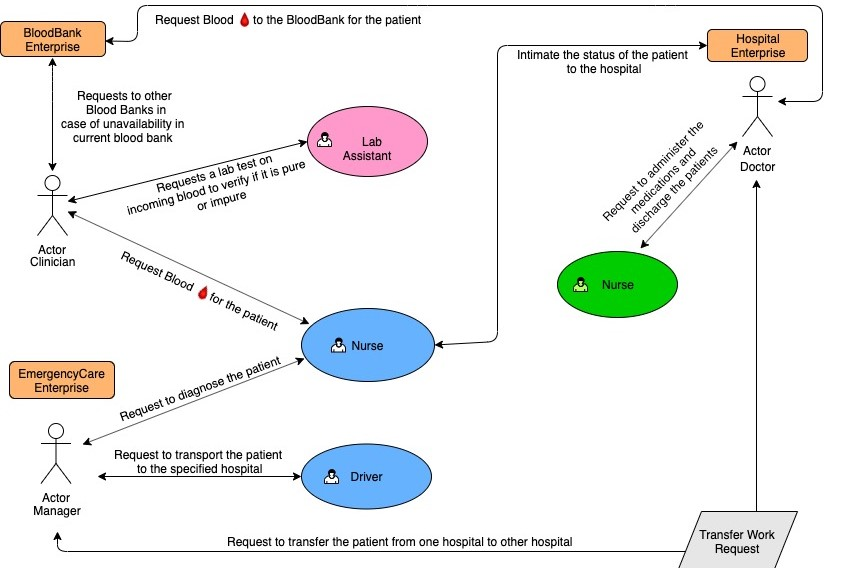 Request Blood to the BloodBank for the patient
BloodBank
Enterprise
Hospital
Enterprise
Intimate the status of the patient
to the hospital
Requests to other
Blood Banks in
case of unavailability in
current blood bank
Lab
Assistant
Requests a lab test on
incoming blood to verify if it is pure
or impure
Actor
Doctor
Request to administer the
medications and
discharge the patients
Actor
Clinician
Request Blood for the patient
Nurse
Nurse
EmergencyCare
Enterprise
Request to diagnose the patient
Request to transport the patient
to the specified hospital
Driver
Actor
Manager
Request to transfer the patient from one hospital to other hospital
Transfer Work
Request